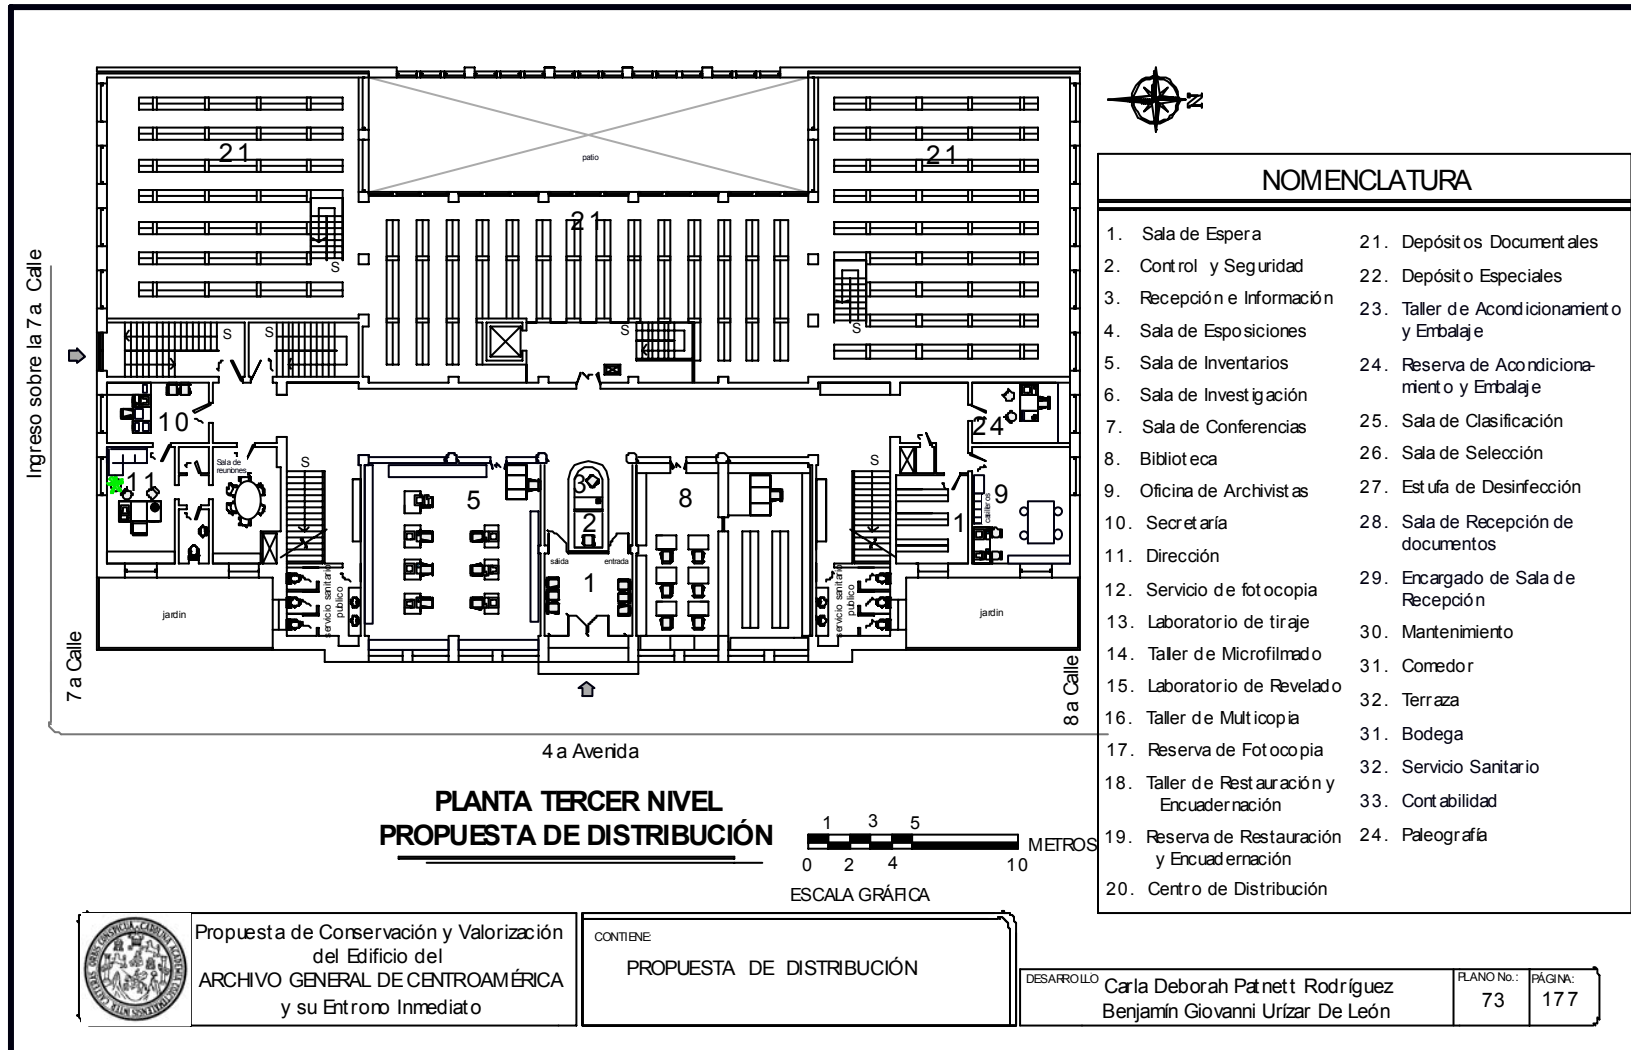 21
21
21
patio
S
S
S
S
S
S
S
N
Ingreso sobre la 7 a. Calle
10
11
Sala de
reuniones
5
3
2
salida
entrada
1
8
24
9
casilleros
1
servicio sanitario
publico
servicio sanitario
publico
jardin
jardin
7 a Calle
8 a Calle
4 a Avenida
NOMENCLATURA
1. Sala de Espera
2. Control y Seguridad
3. Recepción e Información
4. Sala de Esposiciones
5. Sala de Inventarios
6. Sala de Investigación
7. Sala de Conferencias
8. Biblioteca
9. Oficina de Archivistas
10. Secretaría
11. Dirección
12. Servicio de fotocopia
13. Laboratorio de tiraje
14. Taller de Microfilmado
15. Laboratorio de Revelado
16. Taller de Multicopia
17. Reserva de Fotocopia
18. Taller de Restauración y
Encuadernación
19. Reserva de Restauración
y Encuadernación
20. Centro de Distribución
21. Depósitos Documentales
22. Depósito Especiales
23. Taller de Acondicionamiento
y Embalaje
24. Reserva de Acondiciona-
miento y Embalaje
25. Sala de Clasificación
26. Sala de Selección
27. Estufa de Desinfección
28. Sala de Recepción de
documentos
29. Encargado de Sala de
Recepción
30. Mantenimiento
31. Comedor
32. Terraza
31. Bodega
32. Servicio Sanitario
33. Contabilidad
24. Paleografía
PLANTA TERCER NIVEL
PROPUESTA DE DISTRIBUCIÓN
1 3 5
METROS
0 2 4 10
ESCALA GRÁFICA
Propuesta de Conservación y Valorización
del Edificio del
ARCHIVO GENERAL DE CENTROAMÉRICA
y su Entrono Inmediato
CONTIENE:
PROPUESTA DE DISTRIBUCIÓN
DESARROLLO
Carla Deborah Patnett Rodríguez
Benjamín Giovanni Urízar De León
PLANO No.:
73
PÁGINA:
177